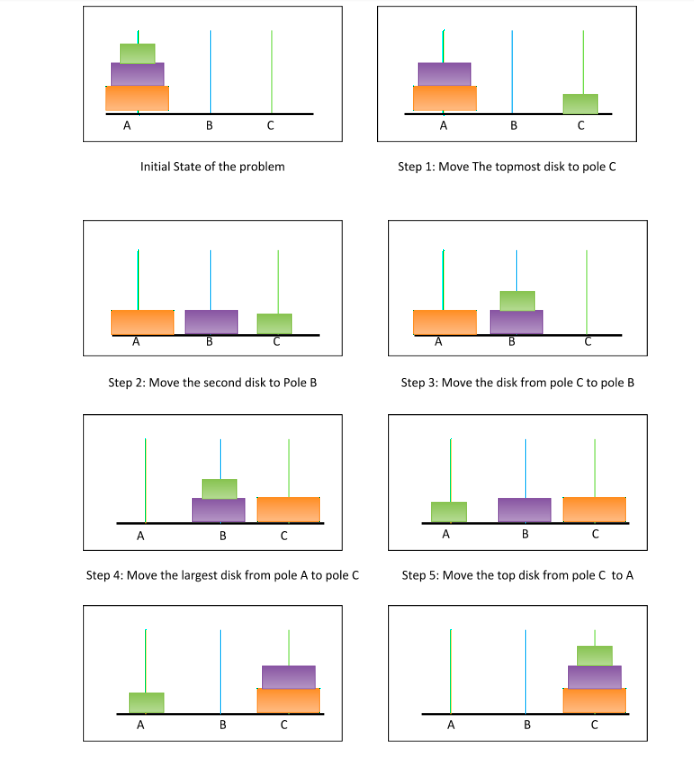 A B C
A B C
Initial State of the problem
Step 1: Move The topmost disk to pole C
A B C
A B C
Step 2: Move the second disk to Pole B
Step 3: Move the disk from pole C to pole B
A B C
A B C
Step 4: Move the largest disk from pole A to pole C
Step 5: Move the top disk from pole C to A
A B C
A B C